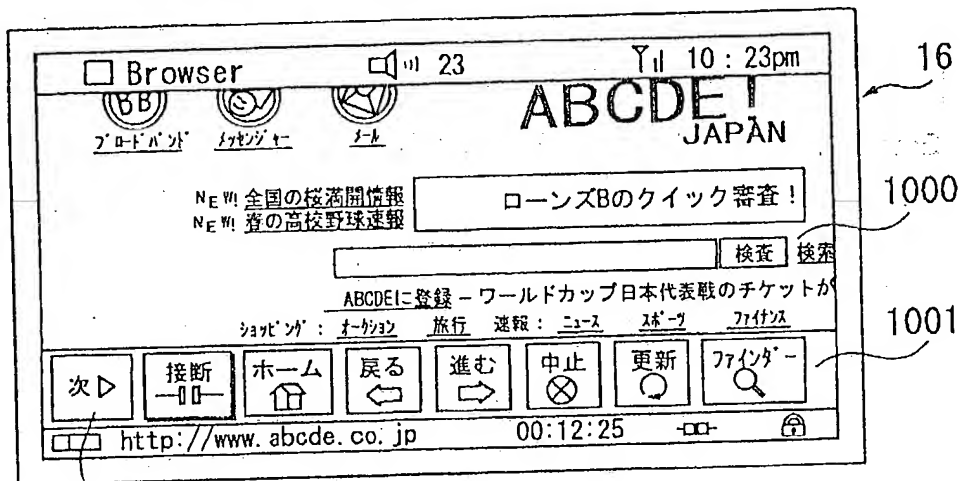 Browser 23 10:23pm
16
BB
ABCDE!
JAPAN
ブロードバンド メッセンジャー メール
NEW! 全国の桜満開情報
ローンズBのクイック審査!
NEW! 春の高校野球速報
1000
検査 検索
ABCDEに登録 – ワールドカップ日本代表戦のチケットが
ショッピング: オークション 旅行 速報: ニュース スポーツ ファイナンス
1001
次▷ 接断 ホーム 戻る 進む 中止 更新 ファインダー
http://www.abcde.co.jp 00:12:25